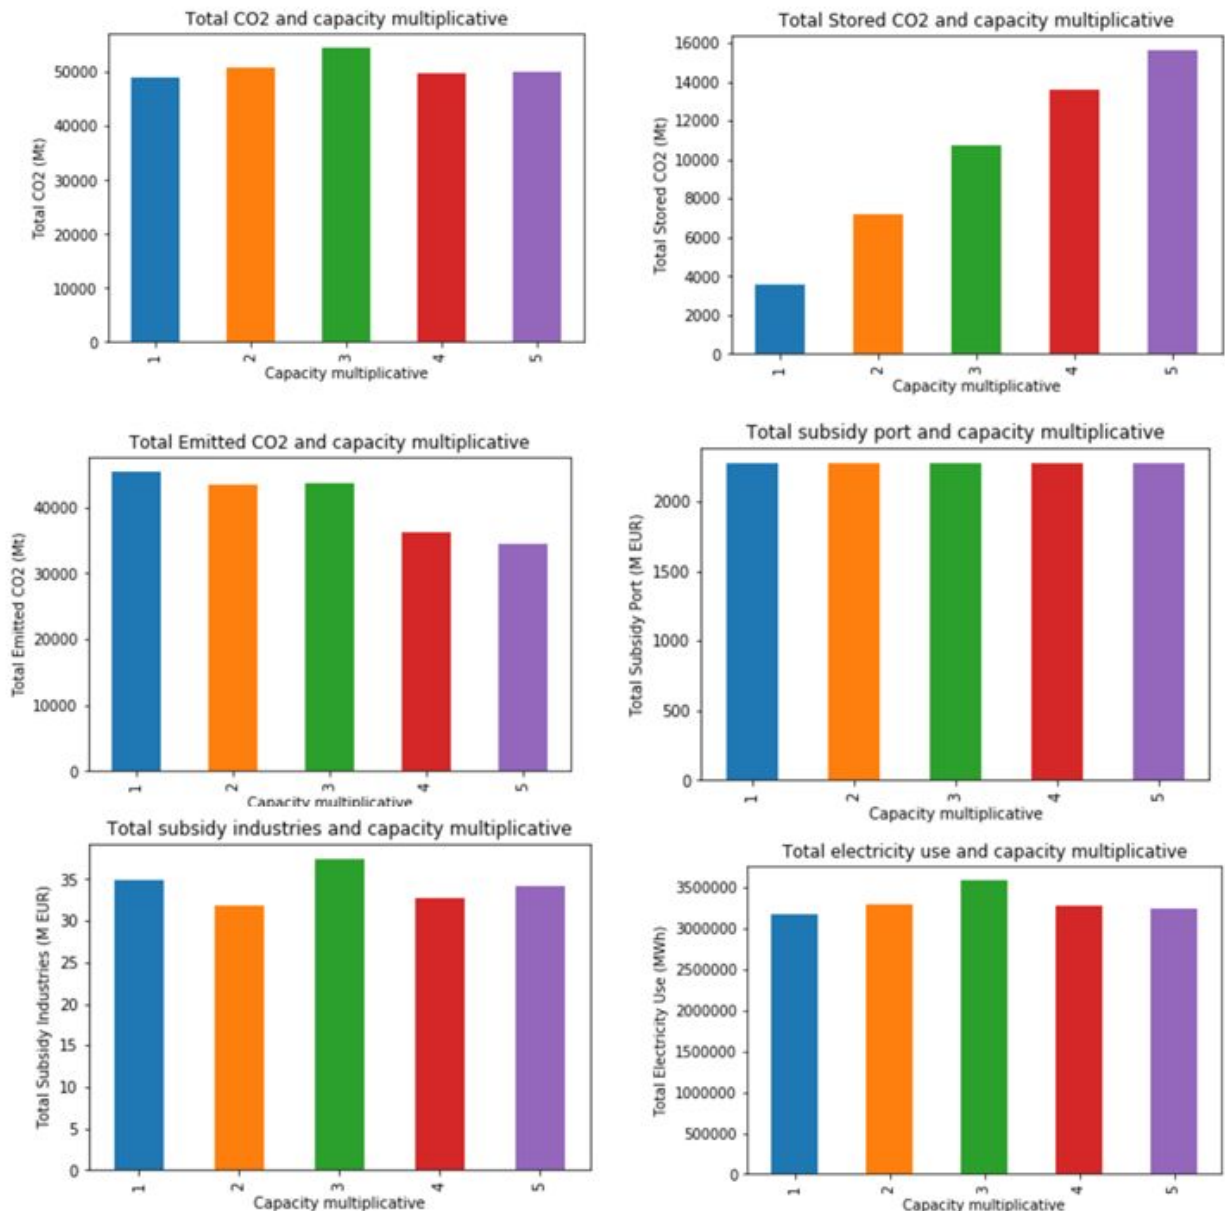 Total CO2 and capacity multiplicative
Total CO2 (Mt)
50000
40000
30000
20000
10000
0
1 2 3 4 5
Capacity multiplicative
Total Stored CO2 and capacity multiplicative
Total Stored CO2 (Mt)
16000
14000
12000
10000
8000
6000
4000
2000
0
1 2 3 4 5
Capacity multiplicative
Total Emitted CO2 and capacity multiplicative
Total Emitted CO2 (Mt)
40000
30000
20000
10000
0
1 2 3 4 5
Capacity multiplicative
Total subsidy port and capacity multiplicative
Total Subsidy Port (M EUR)
2000
1500
1000
500
0
1 2 3 4 5
Capacity multiplicative
Total subsidy industries and capacity multiplicative
Total Subsidy Industries (M EUR)
35
30
25
20
15
10
5
0
1 2 3 4 5
Capacity multiplicative
Total electricity use and capacity multiplicative
Total Electricity Use (MWh)
3500000
3000000
2500000
2000000
1500000
1000000
500000
0
1 2 3 4 5
Capacity multiplicative